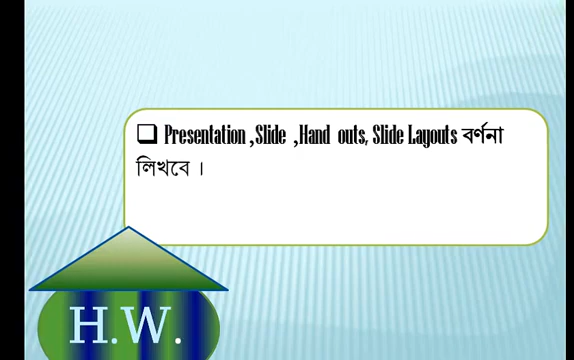 ❑ Presentation ,Slide ,Hand outs, Slide Layouts বর্ণনা
লিখবে ।
H.W.